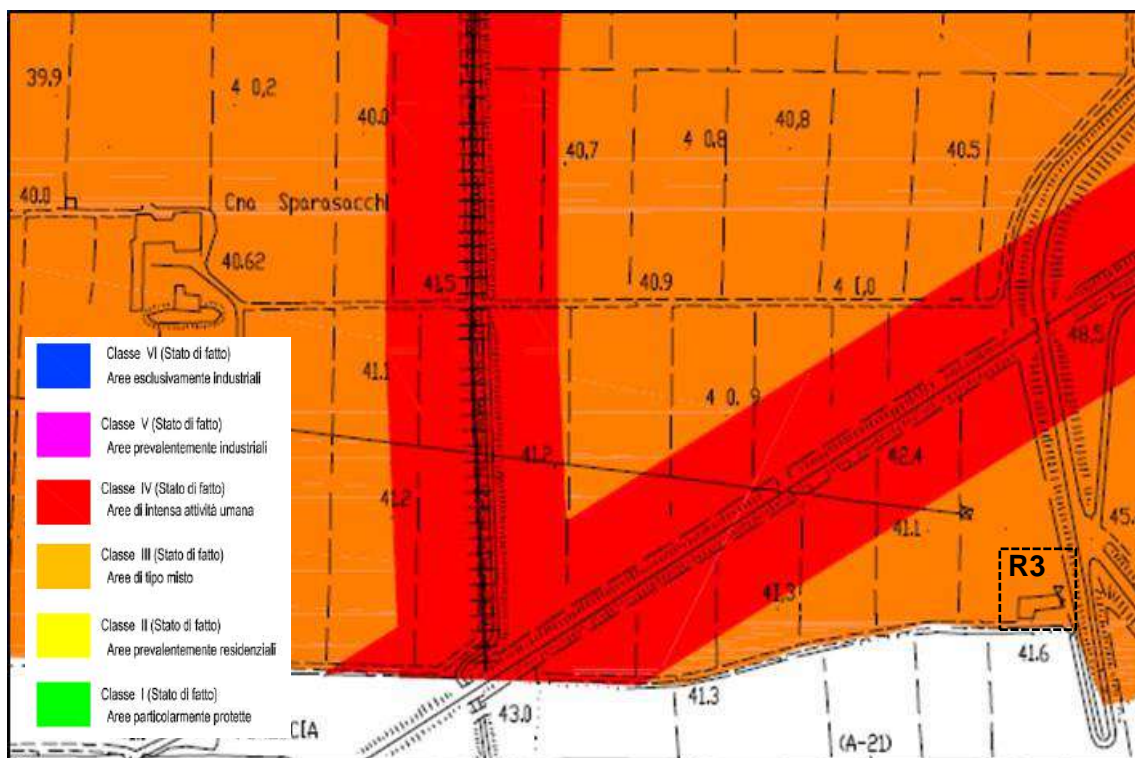 39.9
4 0,2
40.0
40,7
4 0.8
40,8
40.5
40.0
Cna Sparasacchi
40.62
41.5
40.9
41.1
4 0. 9
48.5
Classe VI (Stato di fatto)
Aree esclusivamente industriali
Classe V (Stato di fatto)
Aree prevalentemente industriali
Classe IV (Stato di fatto)
Aree di intensa attività umana
Classe III (Stato di fatto)
Aree di tipo misto
Classe II (Stato di fatto)
Aree prevalentemente residenziali
Classe I (Stato di fatto)
Aree particolarmente protette
41.2
41.2
42.4
41.1
45.
R3
41.3
41.6
41.3
43.0
CIA
(A-21)